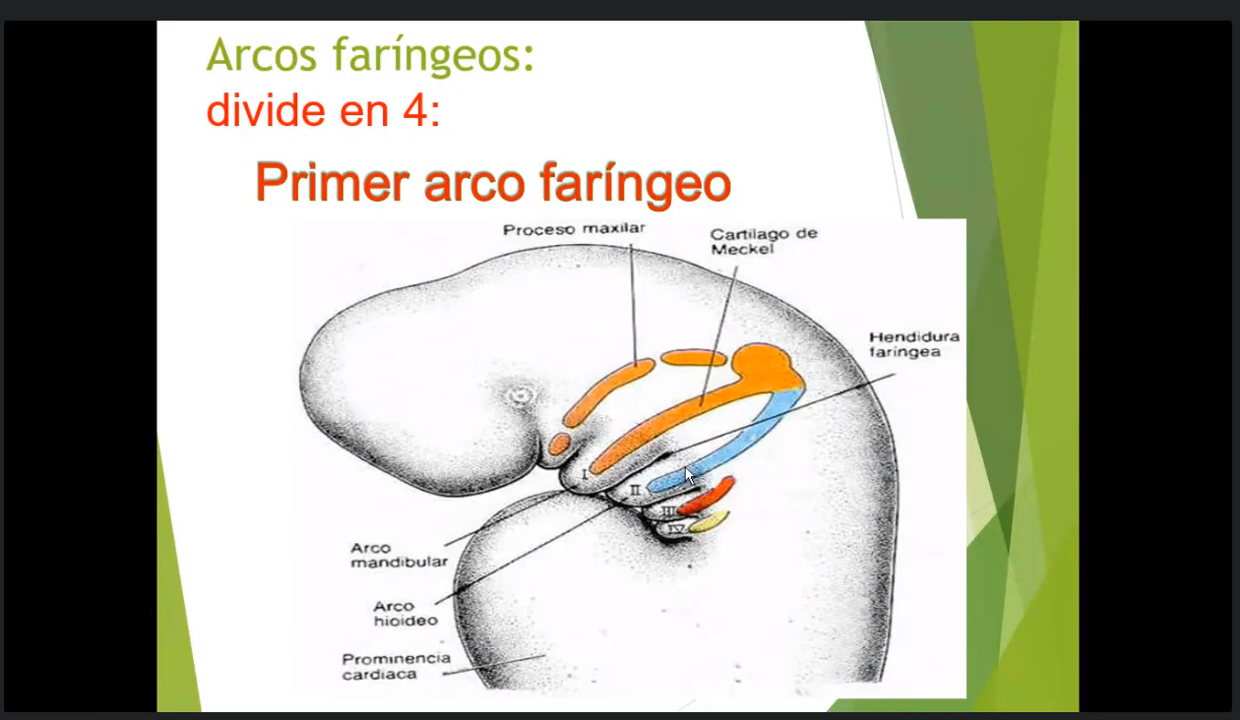 Arcos faríngeos:
divide en 4:
Primer arco faríngeo
Proceso maxilar
Cartílago de
Meckel
Hendidura
faríngea
I
II
III
IV
Arco
mandibular
Arco
hioideo
Prominencia
cardiaca